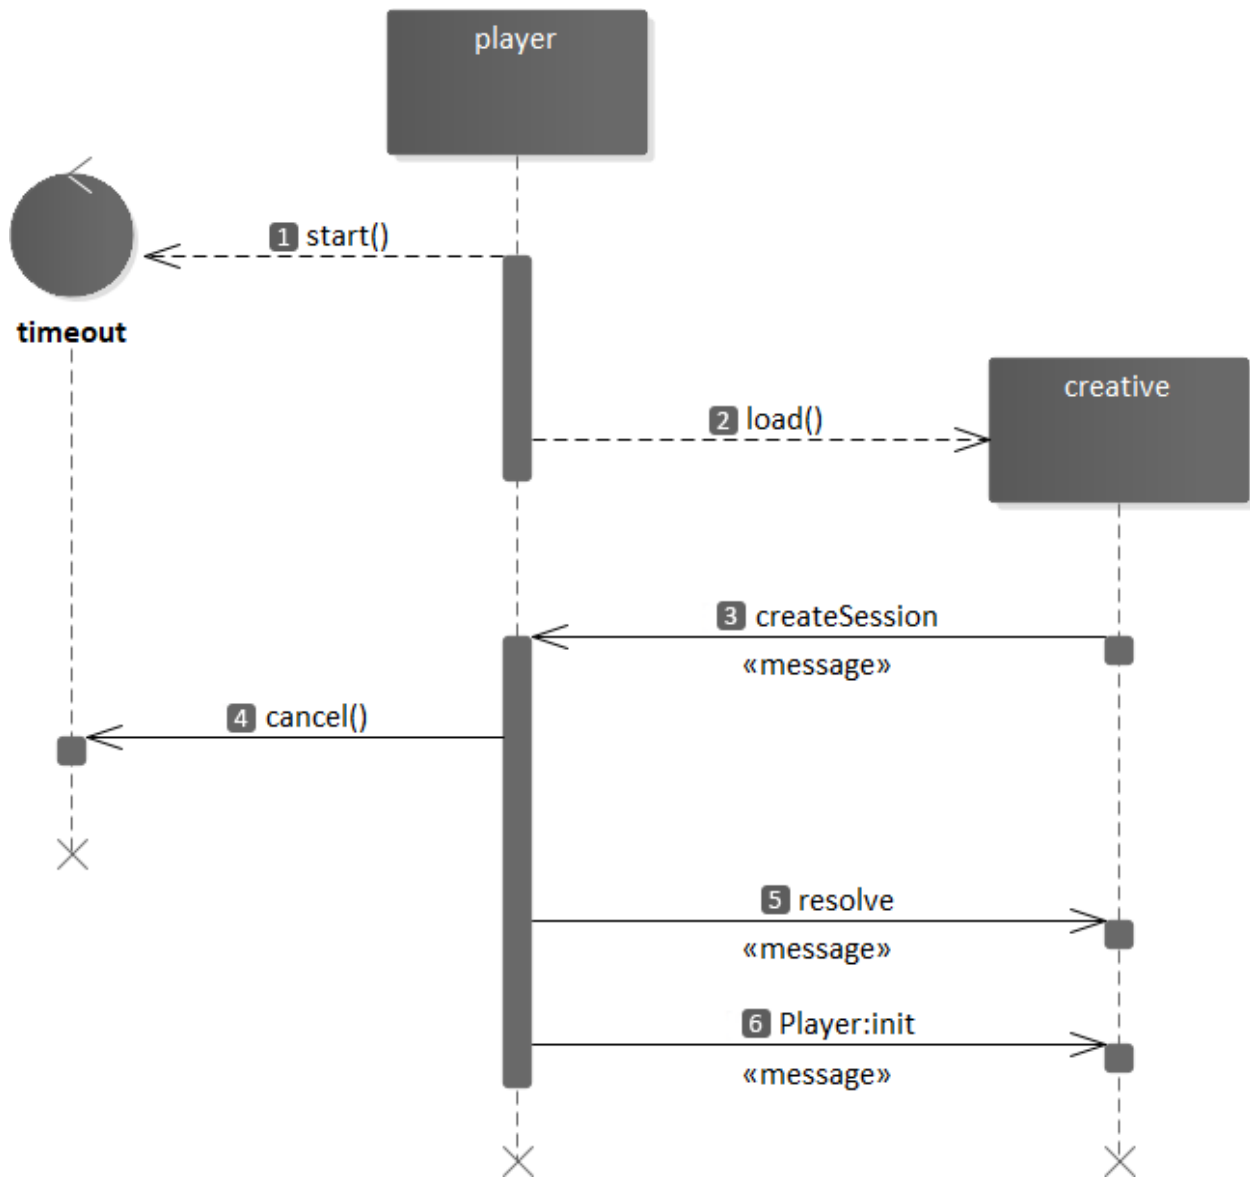 player
1 start()
timeout
creative
2 load()
3 createSession
«message»
4 cancel()
5 resolve
«message»
6 Player:init
«message»